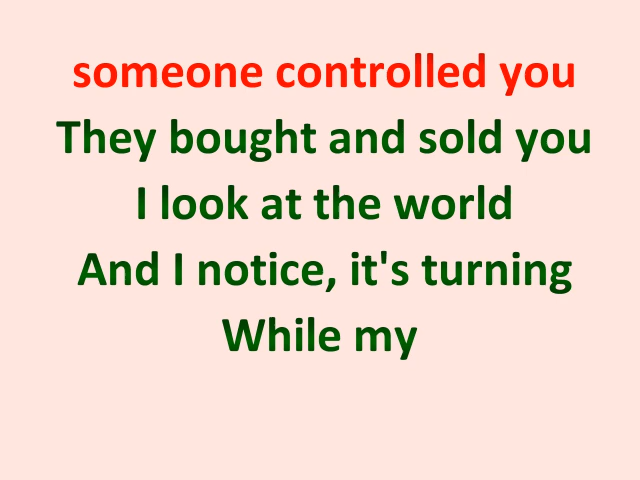 someone controlled you
They bought and sold you
I look at the world
And I notice, it's turning
While my